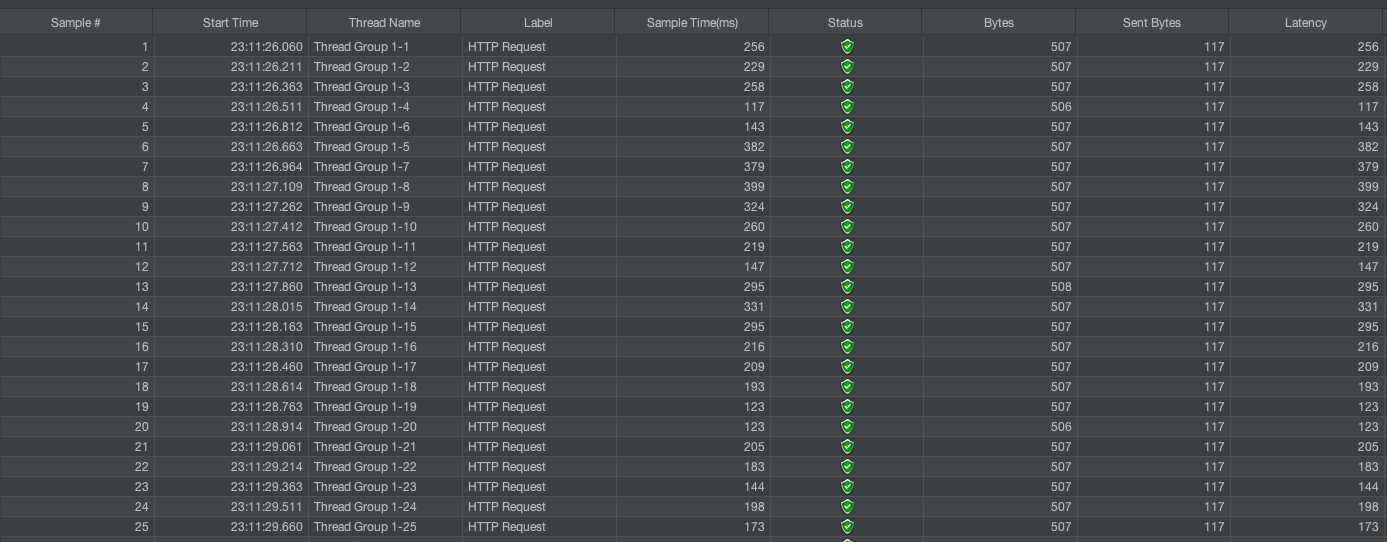 Sample # Start Time Thread Name Label Sample Time(ms) Status Bytes Sent Bytes Latency
1 23:11:26.060 Thread Group 1-1 HTTP Request 256 507 117 256
2 23:11:26.211 Thread Group 1-2 HTTP Request 229 507 117 229
3 23:11:26.363 Thread Group 1-3 HTTP Request 258 507 117 258
4 23:11:26.511 Thread Group 1-4 HTTP Request 117 506 117 117
5 23:11:26.812 Thread Group 1-6 HTTP Request 143 507 117 143
6 23:11:26.663 Thread Group 1-5 HTTP Request 382 507 117 382
7 23:11:26.964 Thread Group 1-7 HTTP Request 379 507 117 379
8 23:11:27.109 Thread Group 1-8 HTTP Request 399 507 117 399
9 23:11:27.262 Thread Group 1-9 HTTP Request 324 507 117 324
10 23:11:27.412 Thread Group 1-10 HTTP Request 260 507 117 260
11 23:11:27.563 Thread Group 1-11 HTTP Request 219 507 117 219
12 23:11:27.712 Thread Group 1-12 HTTP Request 147 507 117 147
13 23:11:27.860 Thread Group 1-13 HTTP Request 295 508 117 295
14 23:11:28.015 Thread Group 1-14 HTTP Request 331 507 117 331
15 23:11:28.163 Thread Group 1-15 HTTP Request 295 507 117 295
16 23:11:28.310 Thread Group 1-16 HTTP Request 216 507 117 216
17 23:11:28.460 Thread Group 1-17 HTTP Request 209 507 117 209
18 23:11:28.614 Thread Group 1-18 HTTP Request 193 507 117 193
19 23:11:28.763 Thread Group 1-19 HTTP Request 123 507 117 123
20 23:11:28.914 Thread Group 1-20 HTTP Request 123 506 117 123
21 23:11:29.061 Thread Group 1-21 HTTP Request 205 507 117 205
22 23:11:29.214 Thread Group 1-22 HTTP Request 183 507 117 183
23 23:11:29.363 Thread Group 1-23 HTTP Request 144 507 117 144
24 23:11:29.511 Thread Group 1-24 HTTP Request 198 507 117 198
25 23:11:29.660 Thread Group 1-25 HTTP Request 173 507 117 173